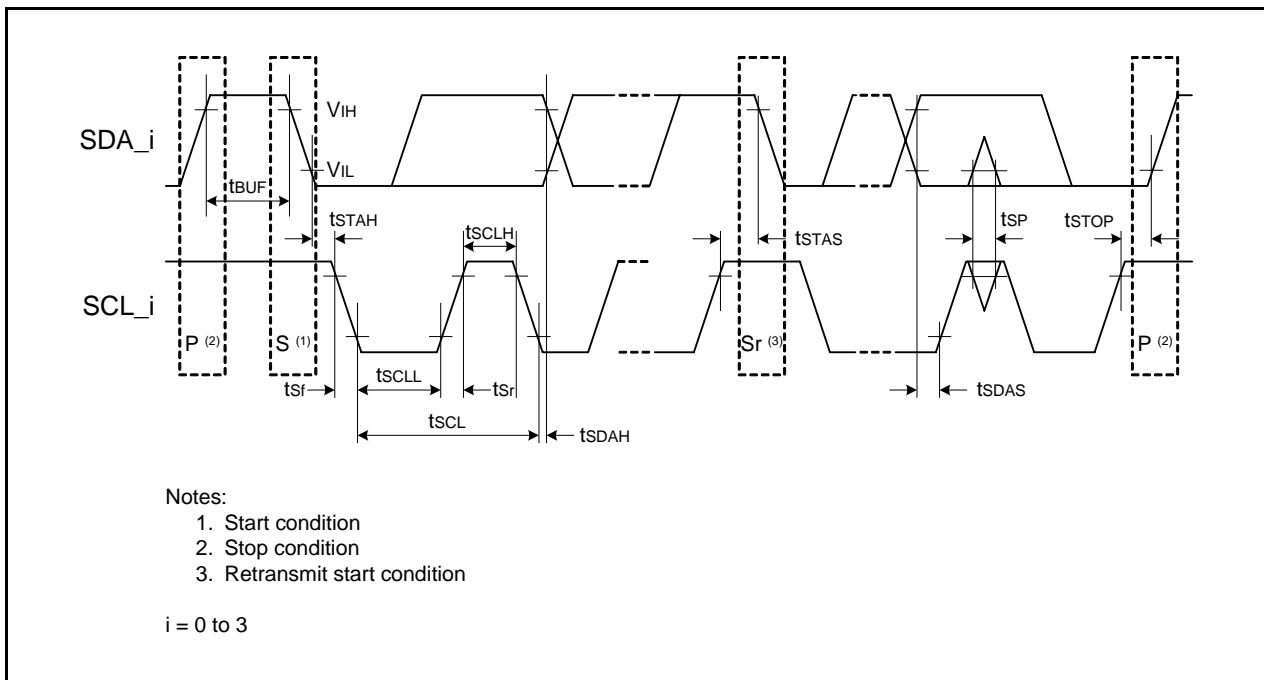 SDA_i
VIH
VIL
tBUF
tSTAH
tSCLH
tSTAS
tSP
tSTOP
SCL_i
P (2)
S (1)
Sr (3)
P (2)
tSf
tSCLL
tSr
tSDAS
tSCL
tSDAH
Notes:
1. Start condition
2. Stop condition
3. Retransmit start condition
i = 0 to 3